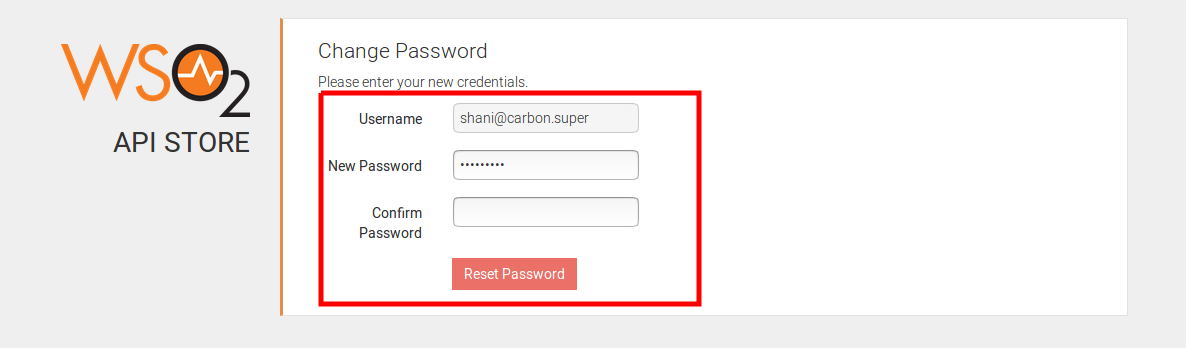 WSO2
API STORE
Change Password
Please enter your new credentials.
Username
shani@carbon.super
New Password
•••••••••
Confirm
Password
Reset Password